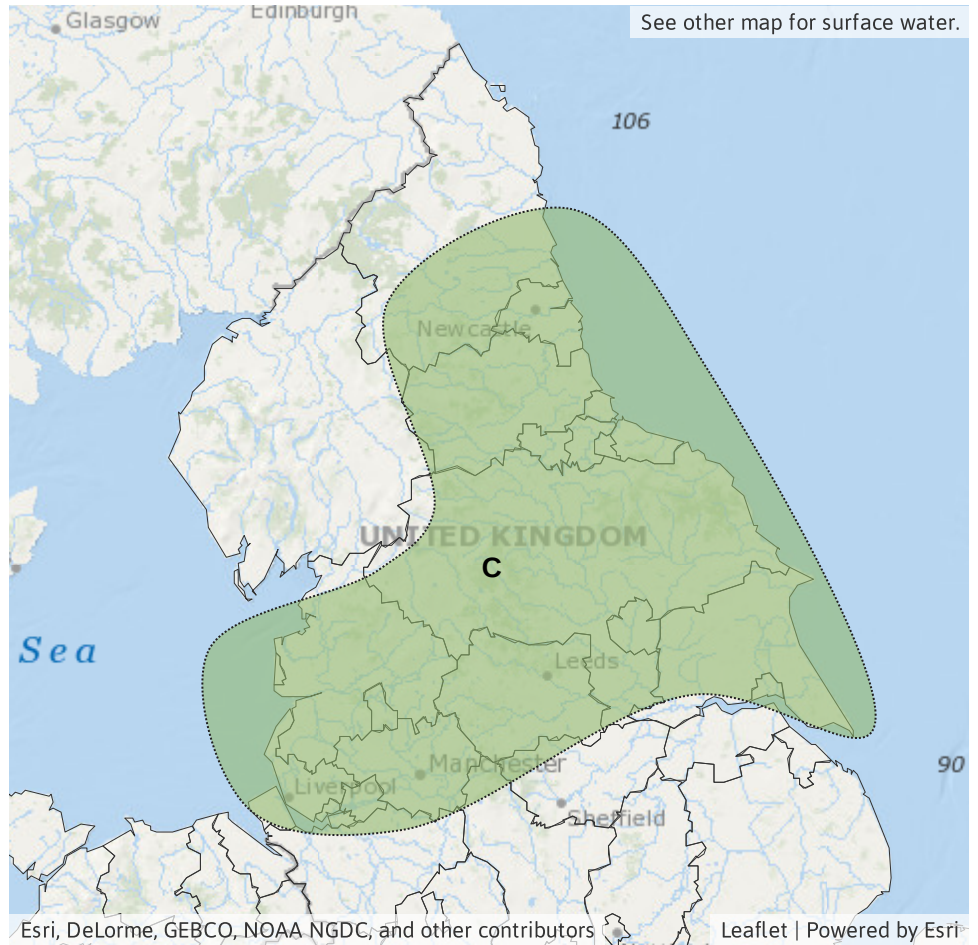 Edinburgh
Glasgow
See other map for surface water.
106
Newcastle
UNITED KINGDOM
C
Sea
Leeds
Manchester
90
Liverpool
Sheffield
Esri, DeLorme, GEBCO, NOAA NGDC, and other contributors
Leaflet | Powered by Esri